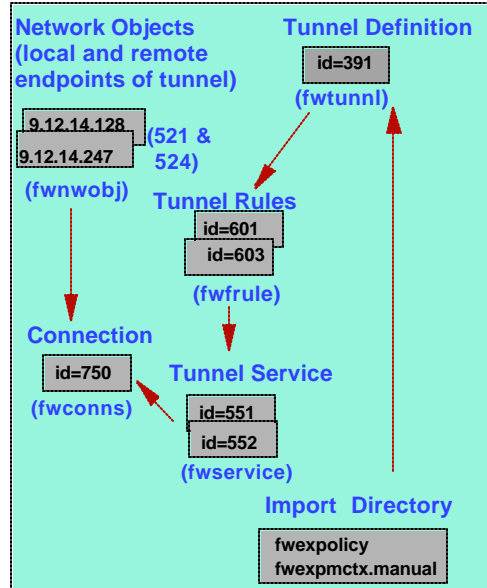 Network Objects
(local and remote
endpoints of tunnel)
9.12.14.128
9.12.14.247
(521 &
524)
(fwnwobj)
Tunnel Definition
id=391
(fwtunnl)
Tunnel Rules
id=601
id=603
(fwfrule)
Connection
id=750
(fwconns)
Tunnel Service
id=551
id=552
(fwservice)
Import Directory
fwexpolicy
fwexpmctx.manual